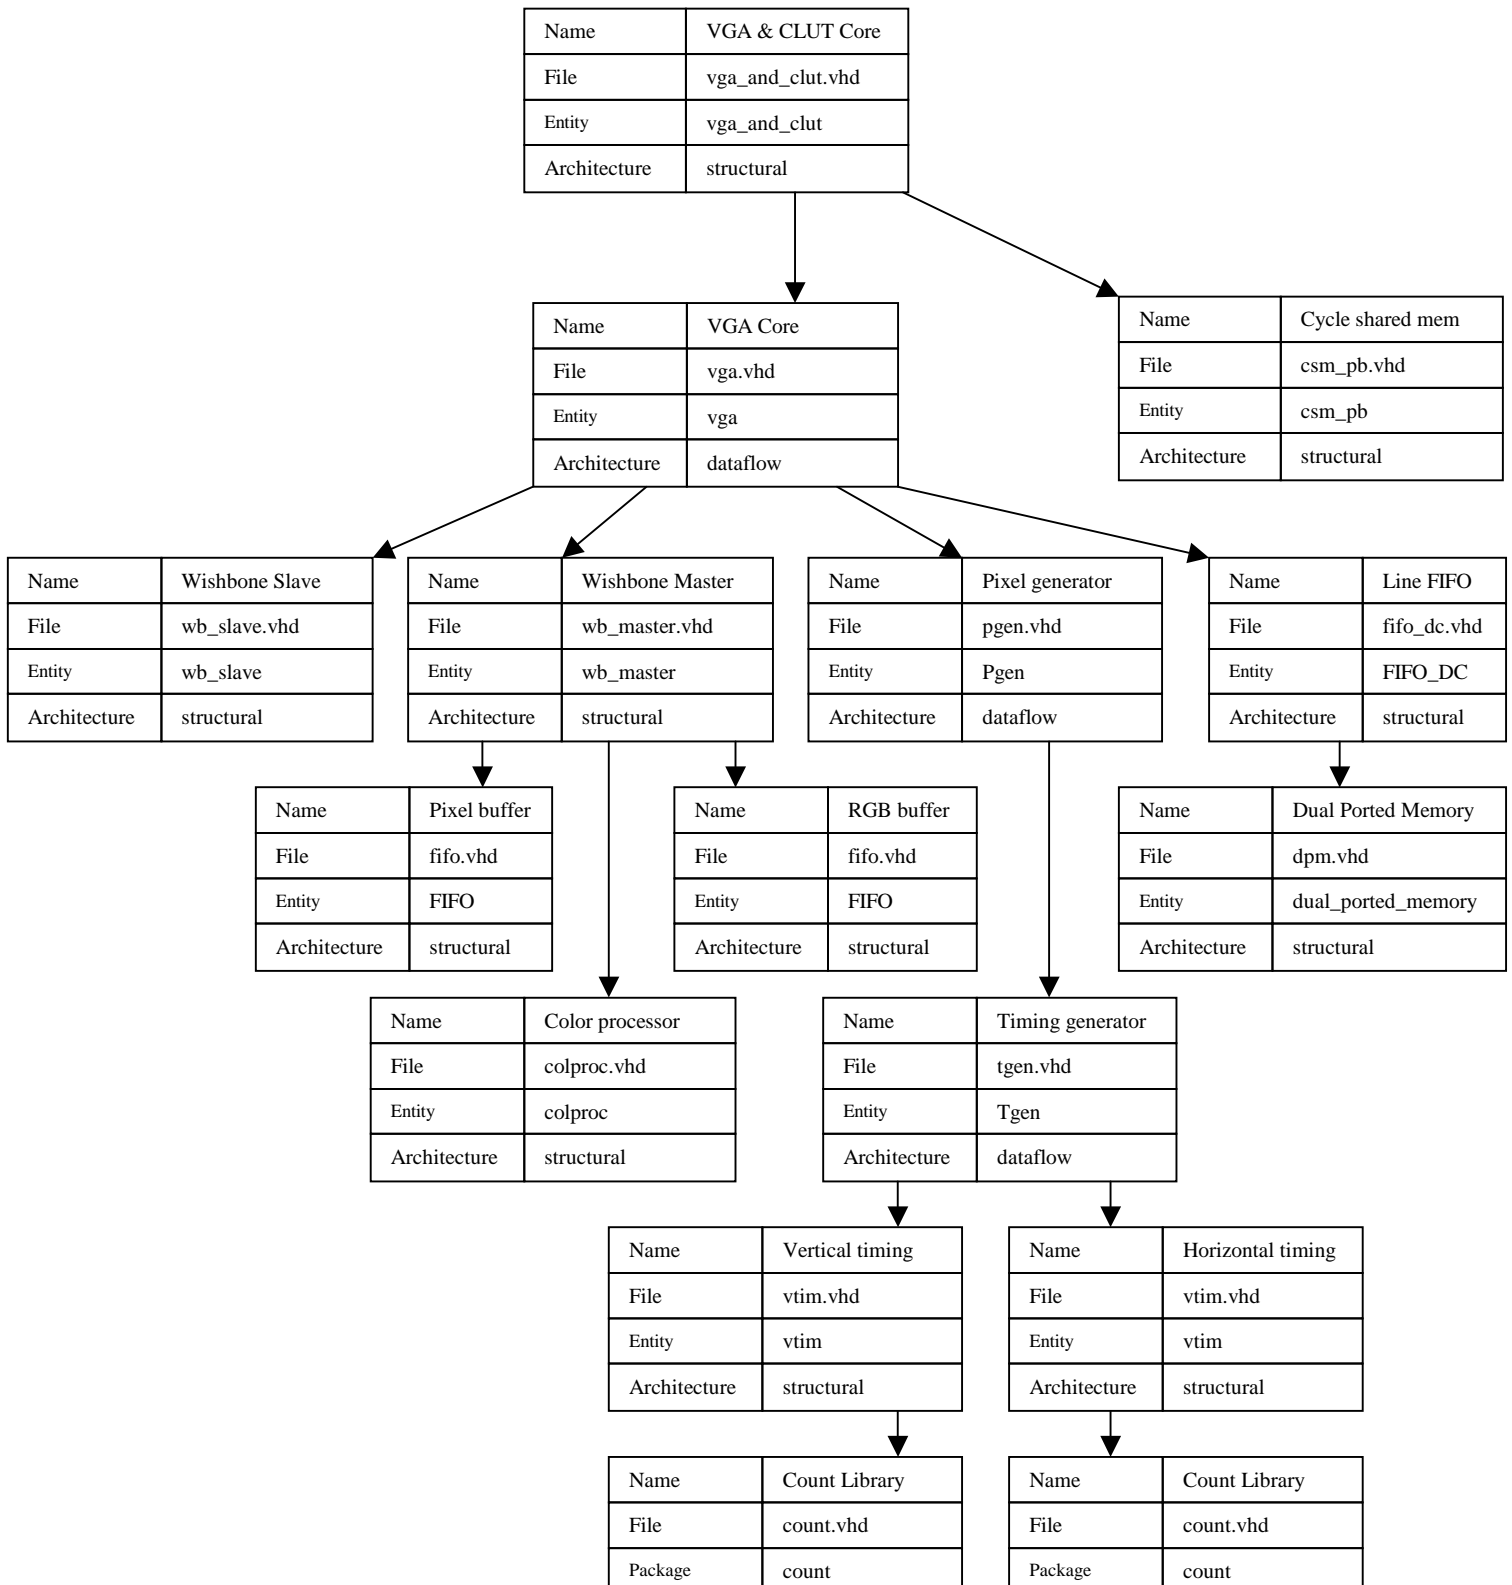 Name VGA & CLUT Core
File vga_and_clut.vhd
Entity vga_and_clut
Architecture structural
Name VGA Core
File vga.vhd
Entity vga
Architecture dataflow
Name Cycle shared mem
File csm_pb.vhd
Entity csm_pb
Architecture structural
Name Wishbone Slave
File wb_slave.vhd
Entity wb_slave
Architecture structural
Name Wishbone Master
File wb_master.vhd
Entity wb_master
Architecture structural
Name Pixel generator
File pgen.vhd
Entity Pgen
Architecture dataflow
Name Line FIFO
File fifo_dc.vhd
Entity FIFO_DC
Architecture structural
Name Pixel buffer
File fifo.vhd
Entity FIFO
Architecture structural
Name RGB buffer
File fifo.vhd
Entity FIFO
Architecture structural
Name Dual Ported Memory
File dpm.vhd
Entity dual_ported_memory
Architecture structural
Name Color processor
File colproc.vhd
Entity colproc
Architecture structural
Name Timing generator
File tgen.vhd
Entity Tgen
Architecture dataflow
Name Vertical timing
File vtim.vhd
Entity vtim
Architecture structural
Name Horizontal timing
File vtim.vhd
Entity vtim
Architecture structural
Name Count Library
File count.vhd
Package count
Name Count Library
File count.vhd
Package count